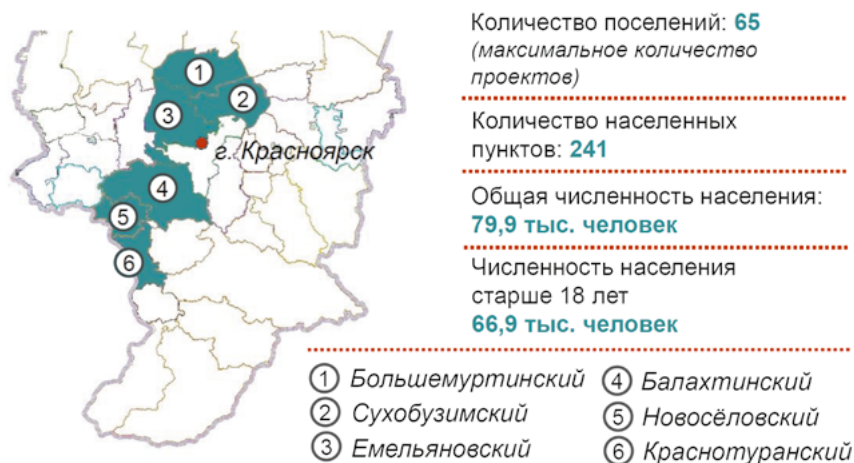 Количество поселений: 65
(максимальное количество
проектов)
Количество населенных
пунктов: 241
Общая численность населения:
79,9 тыс. человек
Численность населения
старше 18 лет
66,9 тыс. человек
1
2
3
г. Красноярск
4
5
6
1 Большемуртинский
2 Сухобузимский
3 Емельяновский
4 Балахтинский
5 Новосёловский
6 Краснотуранский